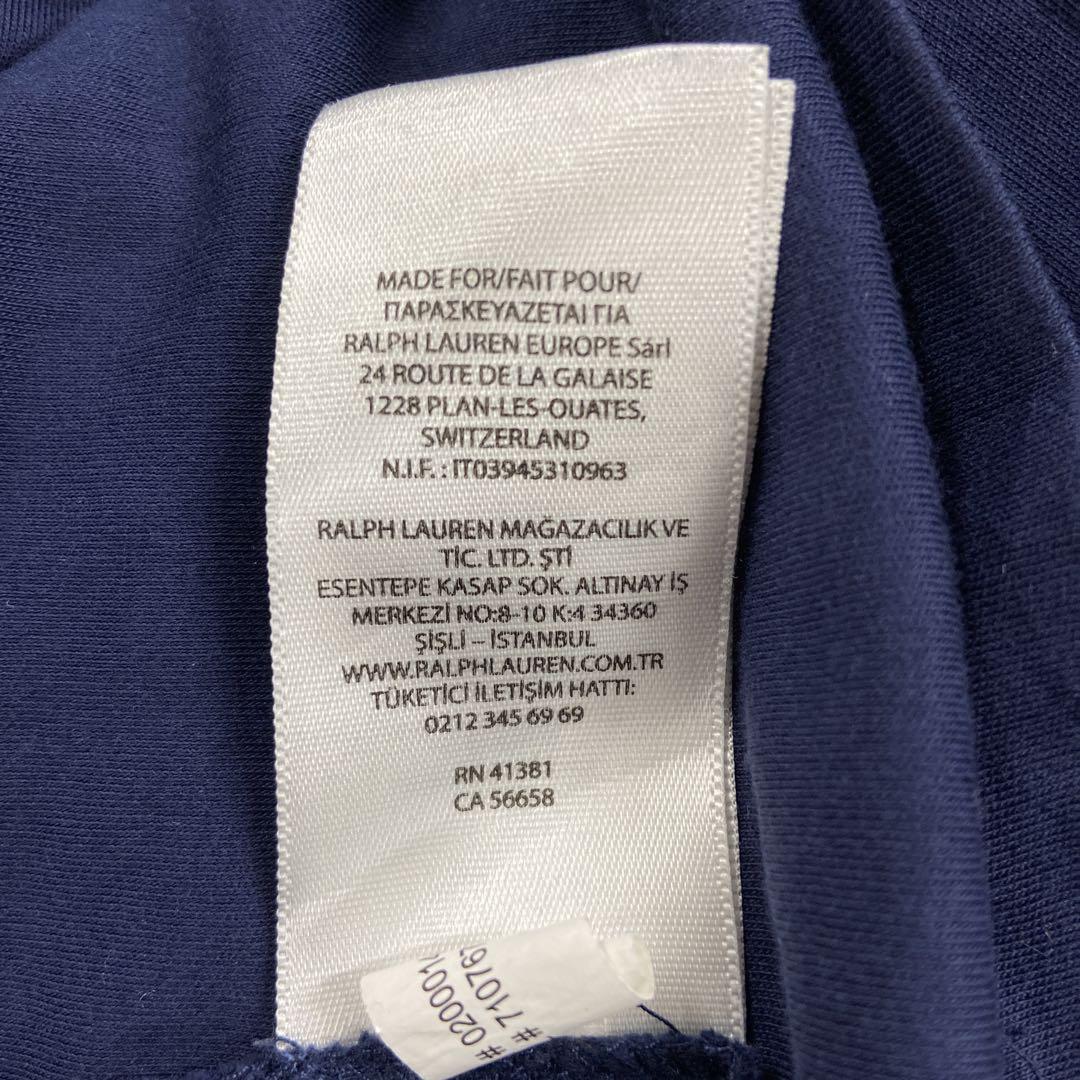 MADE FOR/FAIT POUR/
ΠΑΡΑΣΚΕΥΑΖΕΤΑΙ ΓΙΑ
RALPH LAUREN EUROPE Sárl
24 ROUTE DE LA GALAISE
1228 PLAN-LES-OUATES,
SWITZERLAND
N.I.F. : IT03945310963
RALPH LAUREN MAĞAZACILIK VE
TİC. LTD. ŞTİ
ESENTEPE KASAP SOK. ALTINAY İŞ
MERKEZİ NO:8-10 K:4 34360
ŞİŞLİ – İSTANBUL
WWW.RALPHLAUREN.COM.TR
TÜKETİCİ İLETİŞİM HATTI:
0212 345 69 69
RN 41381
CA 56658